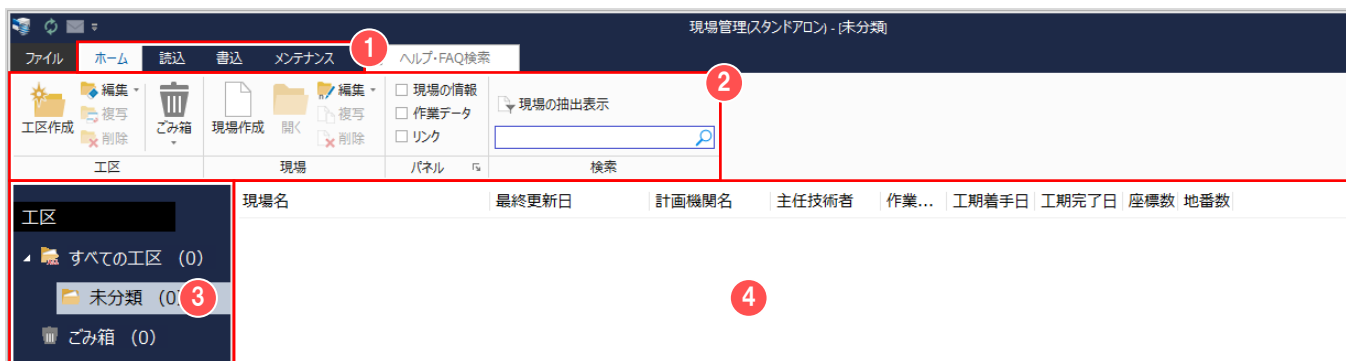 現場管理(スタンドアロン) - [未分類]
ファイル ホーム 読込 書込 メンテナンス 1 ヘルプ・FAQ検索
2
工区作成 編集 複写 削除 ごみ箱
現場作成 開く 編集 複写 削除
現場の情報
作業データ
リンク
現場の抽出表示
工区 現場 パネル 検索
工区
すべての工区 (0)
未分類 (0) 3
ごみ箱 (0)
現場名 最終更新日 計画機関名 主任技術者 作業... 工期着手日 工期完了日 座標数 地番数
4